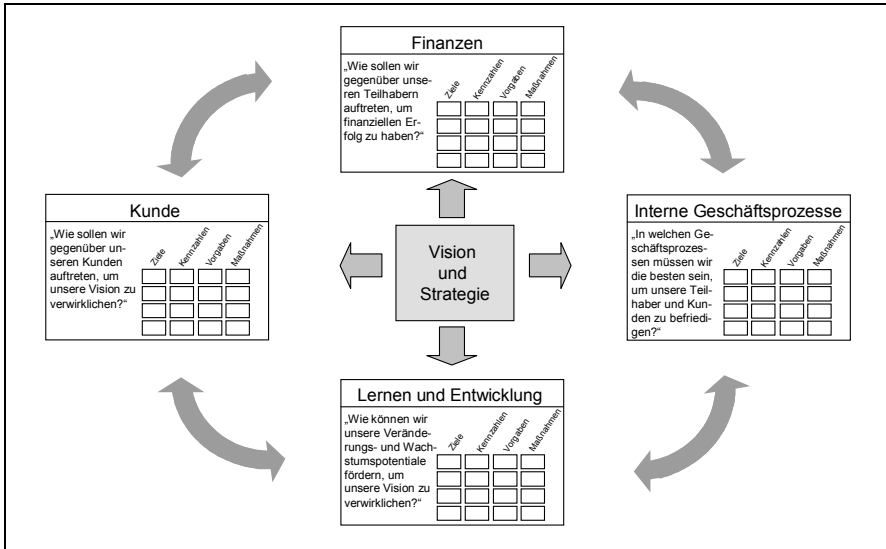 Finanzen
„Wie sollen wir
gegenüber unse-
ren Teilhabern
auftreten, um
finanziellen Er-
folg zu haben?“
Ziele
Kennzahlen
Vorgaben
Maßnahmen
Kunde
„Wie sollen wir
gegenüber un-
seren Kunden
auftreten, um
unsere Vision zu
verwirklichen?“
Ziele
Kennzahlen
Vorgaben
Maßnahmen
Vision
und
Strategie
Interne Geschäftsprozesse
„In welchen Ge-
schäftsprozes-
sen müssen wir
die besten sein,
um unsere Teil-
haber und Kun-
den zu befriedi-
gen?“
Ziele
Kennzahlen
Vorgaben
Maßnahmen
Lernen und Entwicklung
„Wie können wir
unsere Verände-
rungs- und Wach-
stumspotentiale
fördern, um
unsere Vision zu
verwirklichen?“
Ziele
Kennzahlen
Vorgaben
Maßnahmen